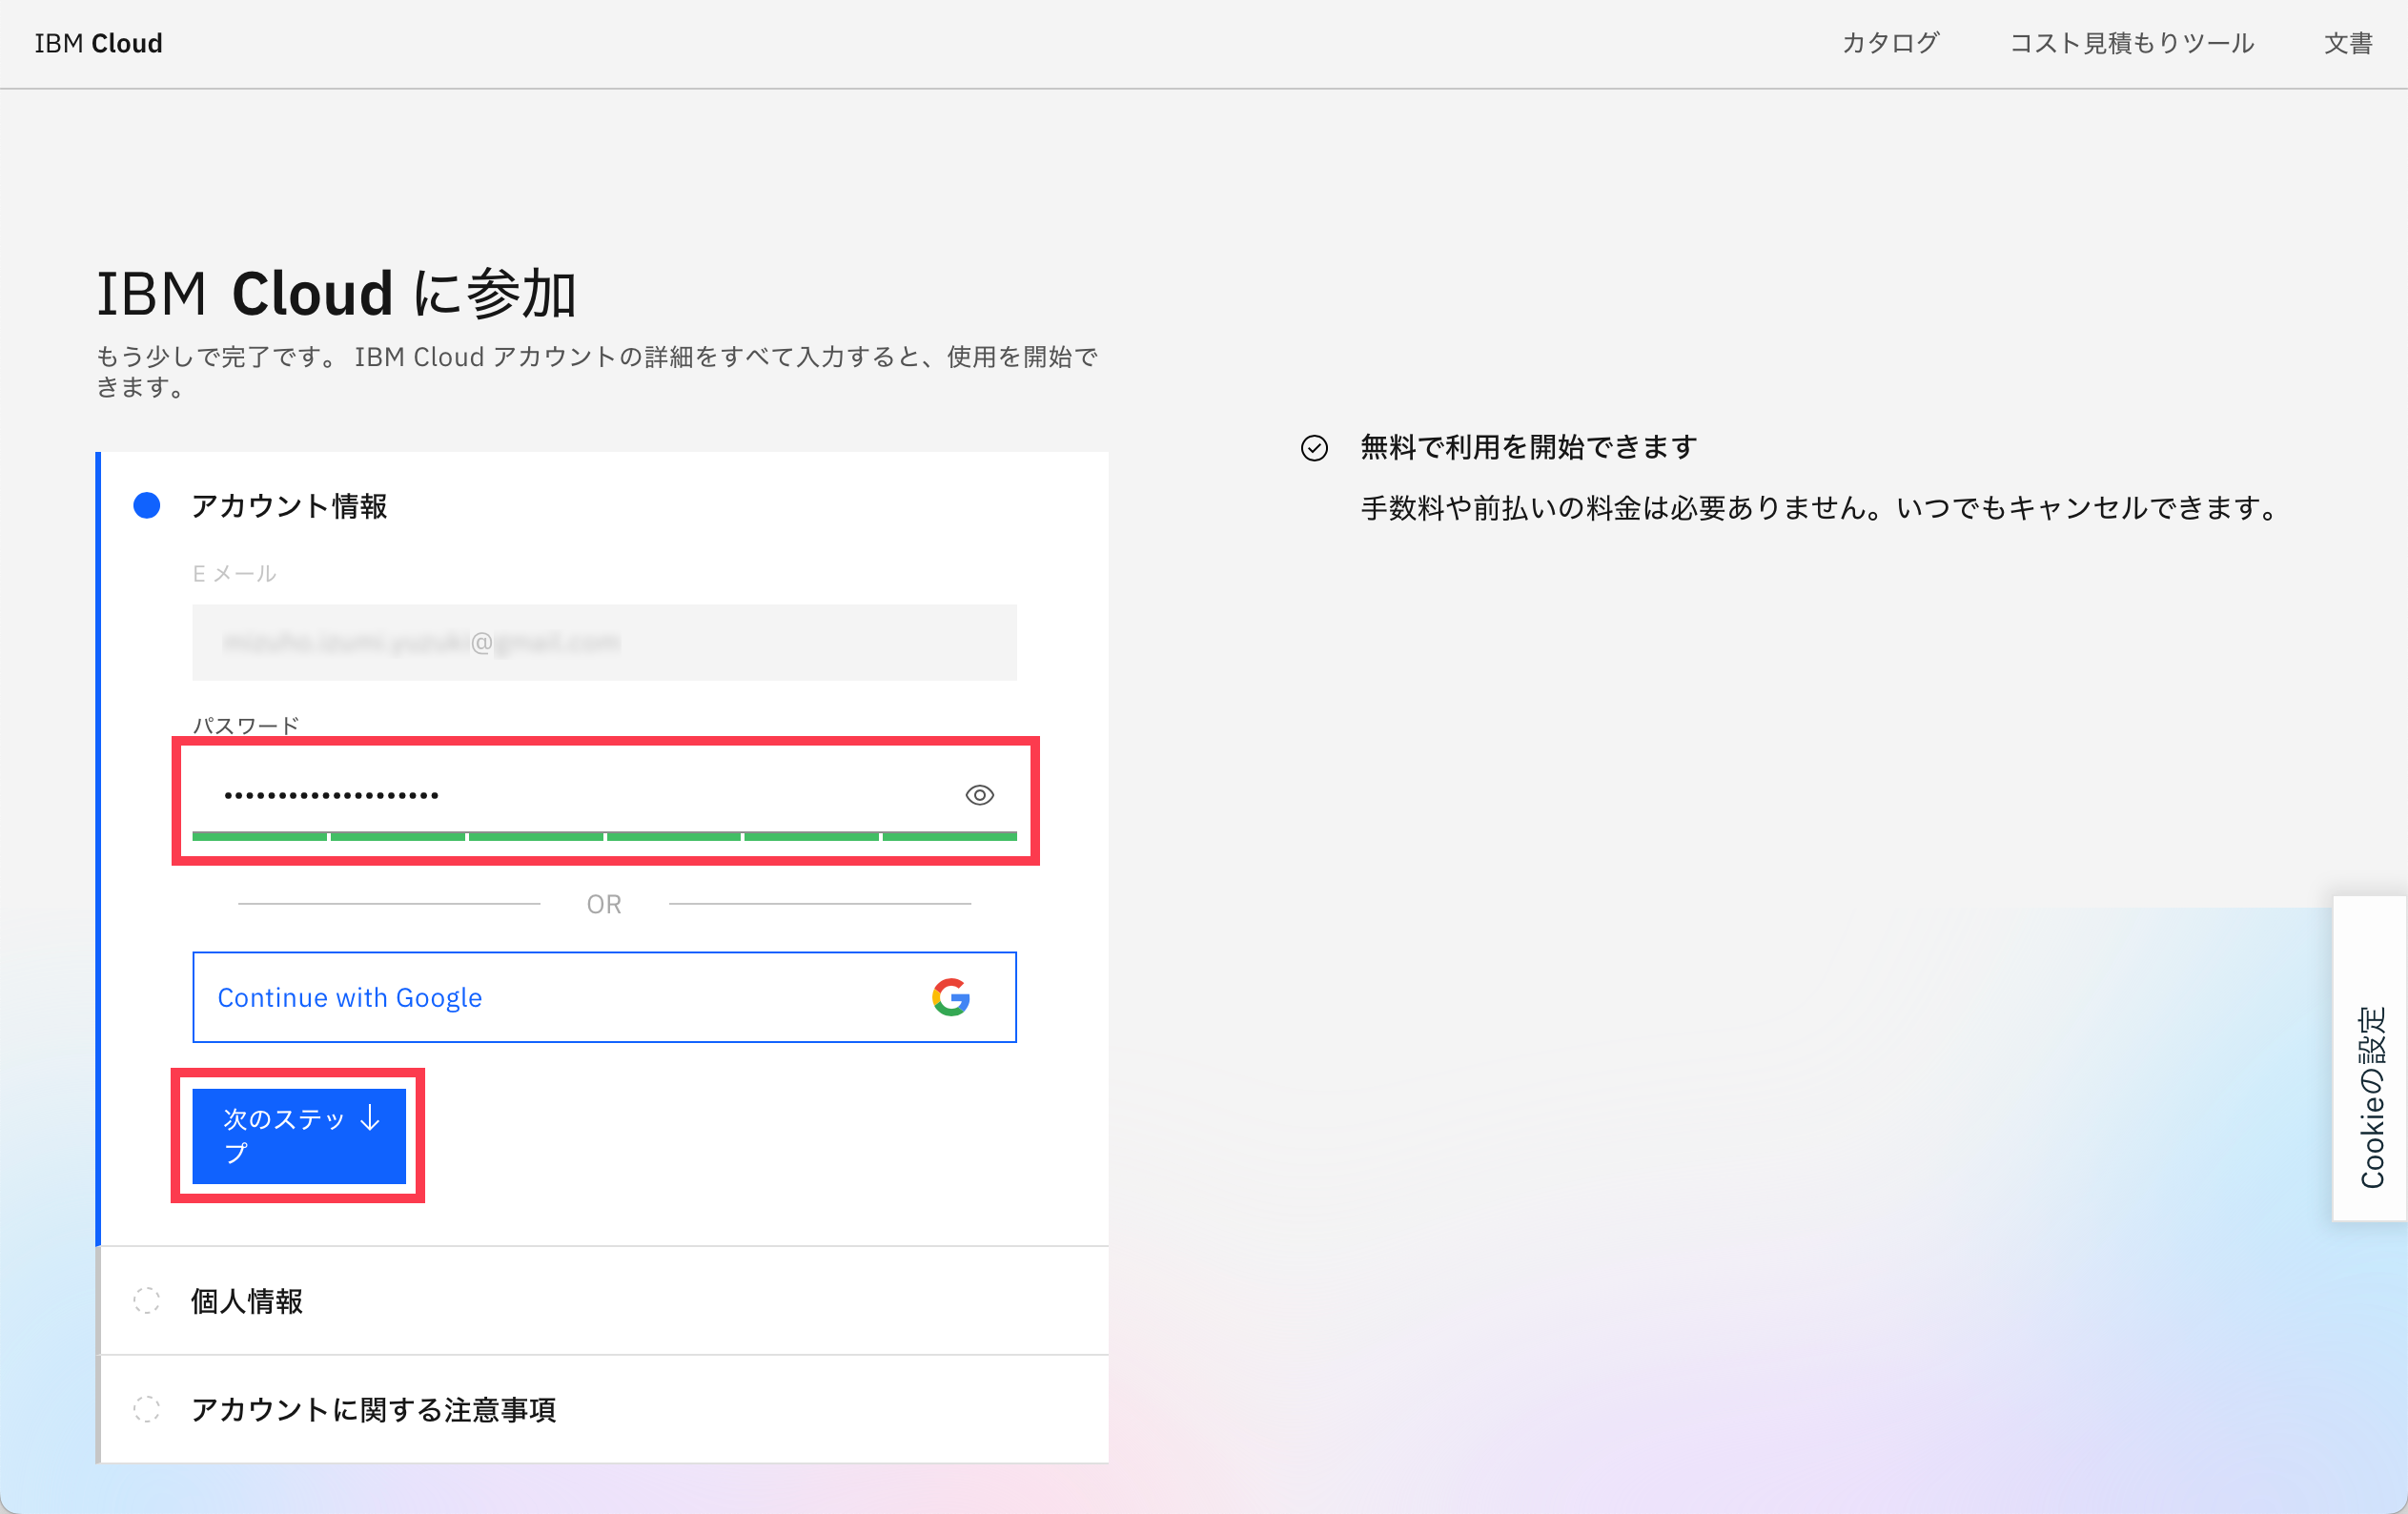 IBM Cloud
カタログ
コスト見積もりツール
文書
IBM Cloud に参加
もう少しで完了です。 IBM Cloud アカウントの詳細をすべて入力すると、使用を開始で
きます。
アカウント情報
E メール
@
パスワード
••••••••••••••••••••
OR
Continue with Google
次のステッ
プ
個人情報
アカウントに関する注意事項
無料で利用を開始できます
手数料や前払いの料金は必要ありません。いつでもキャンセルできます。
Cookieの設定